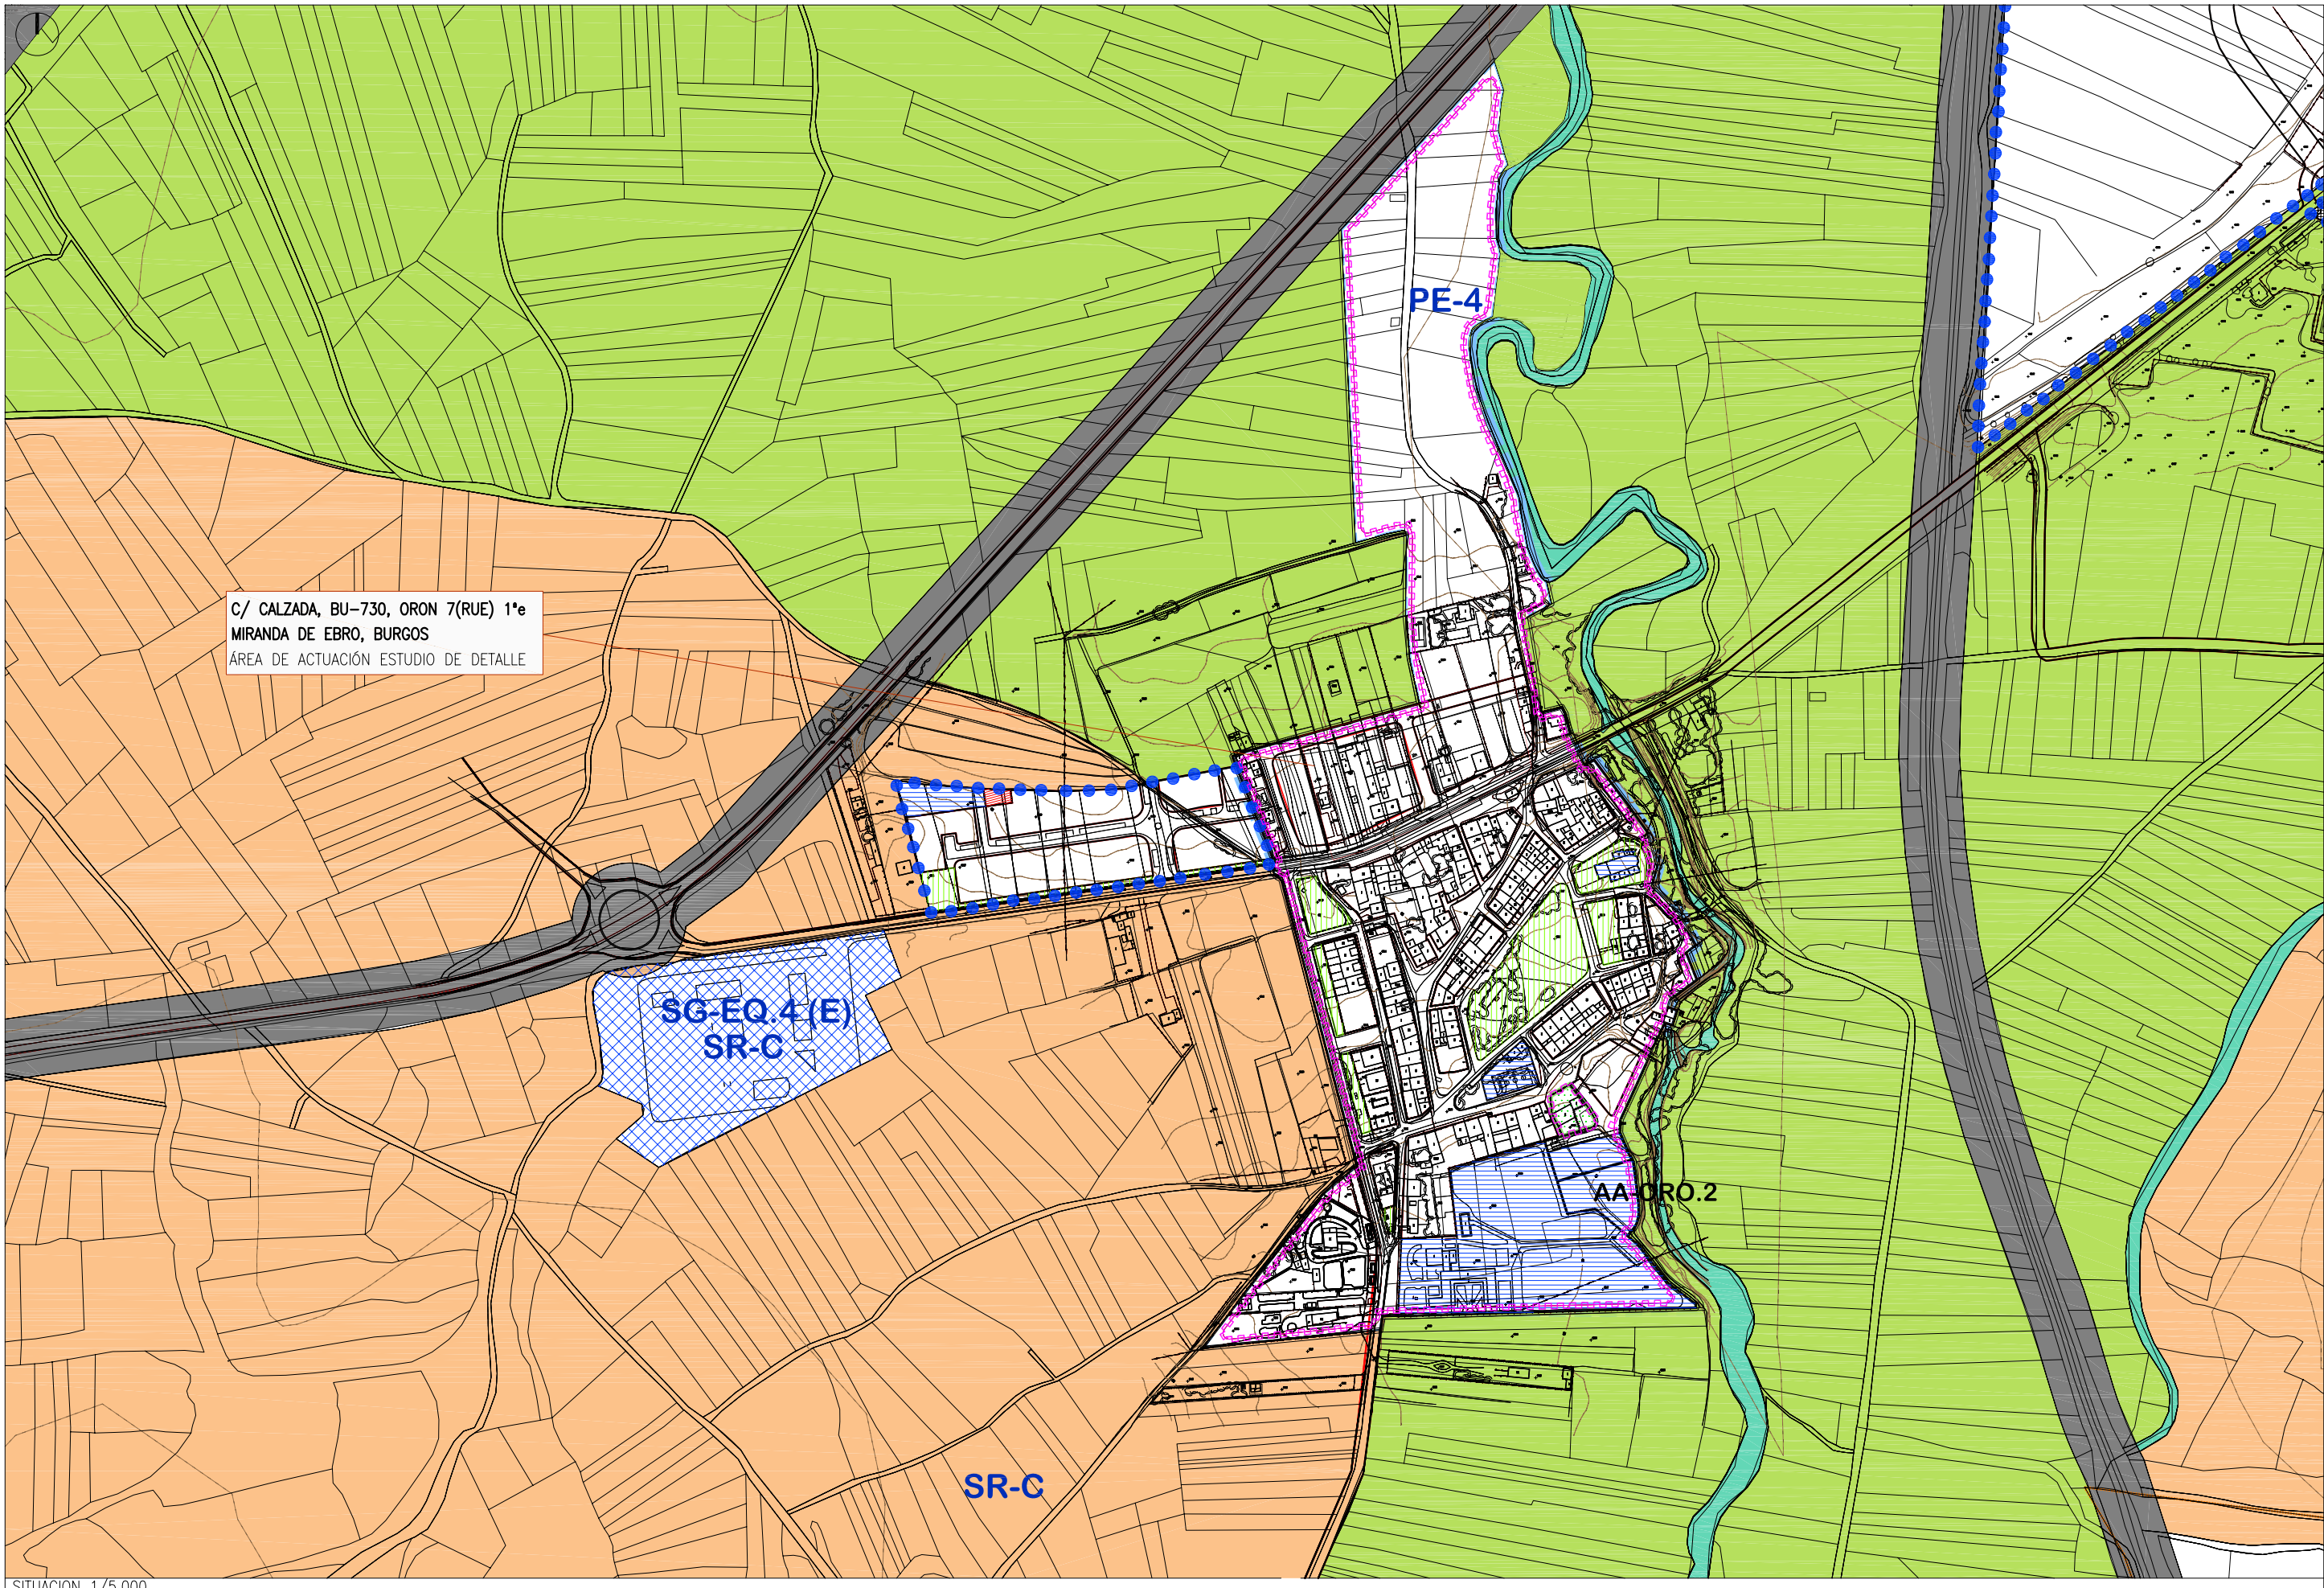 PE-4
C/ CALZADA, BU-730, ORON 7(RUE) 1ªe
MIRANDA DE EBRO, BURGOS
ÁREA DE ACTUACIÓN ESTUDIO DE DETALLE
SG-EQ.4 (E)
SR-C
AA-ORO.2
SR-C
SITUACION 1/5.000